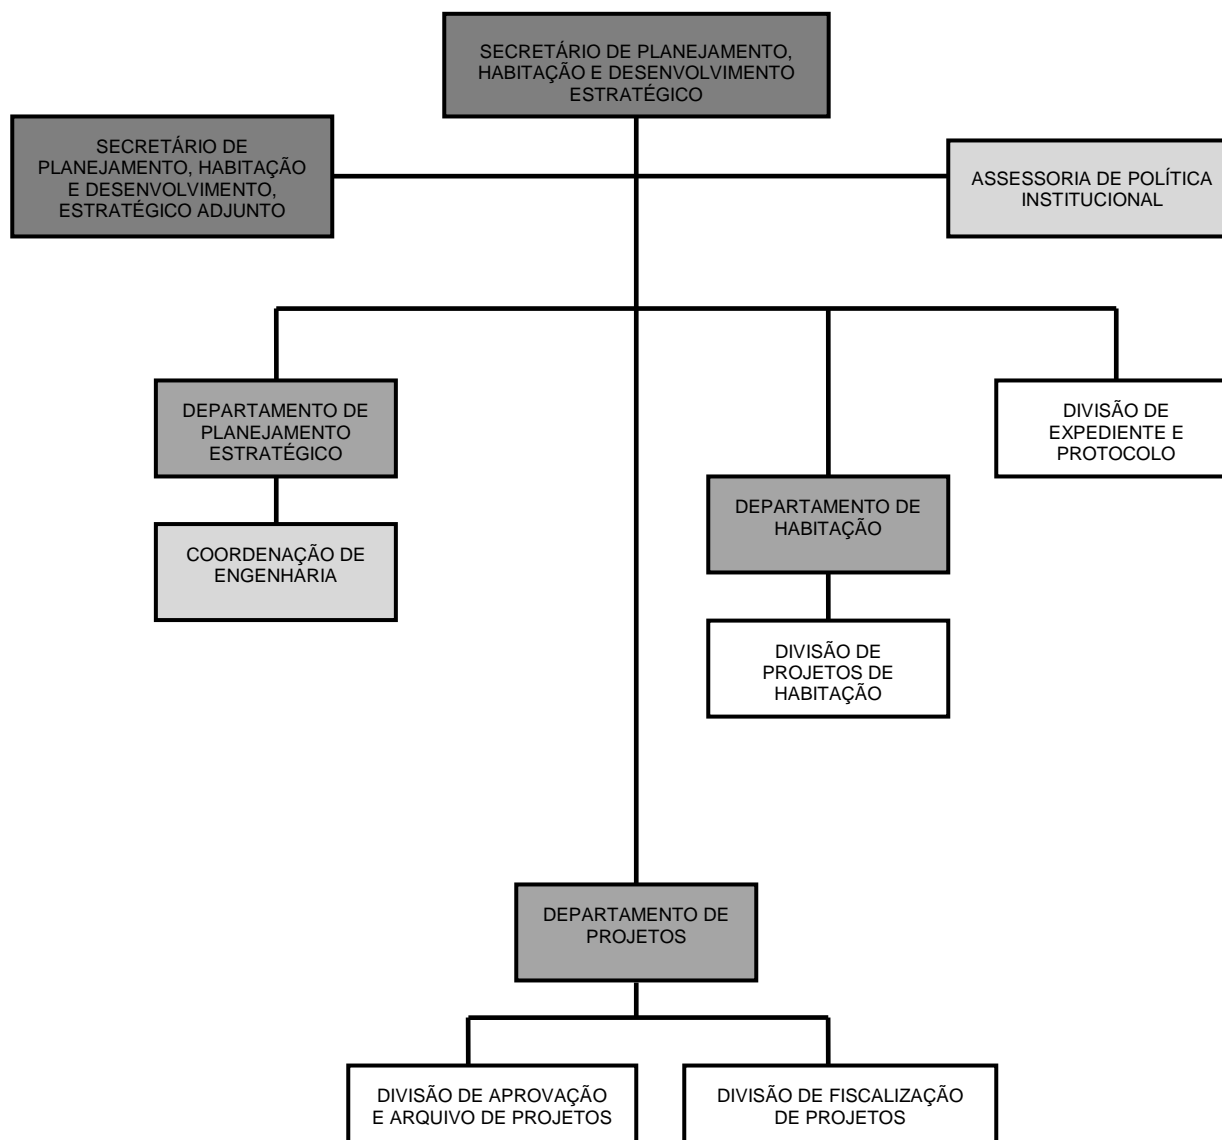 SECRETÁRIO DE PLANEJAMENTO,
HABITAÇÃO E DESENVOLVIMENTO
ESTRATÉGICO
SECRETÁRIO DE
PLANEJAMENTO, HABITAÇÃO
E DESENVOLVIMENTO,
ESTRATÉGICO ADJUNTO
ASSESSORIA DE POLÍTICA
INSTITUCIONAL
DEPARTAMENTO DE
PLANEJAMENTO
ESTRATÉGICO
DIVISÃO DE
EXPEDIENTE E
PROTOCOLO
DEPARTAMENTO DE
HABITAÇÃO
COORDENAÇÃO DE
ENGENHARIA
DIVISÃO DE
PROJETOS DE
HABITAÇÃO
DEPARTAMENTO DE
PROJETOS
DIVISÃO DE APROVAÇÃO
E ARQUIVO DE PROJETOS
DIVISÃO DE FISCALIZAÇÃO
DE PROJETOS